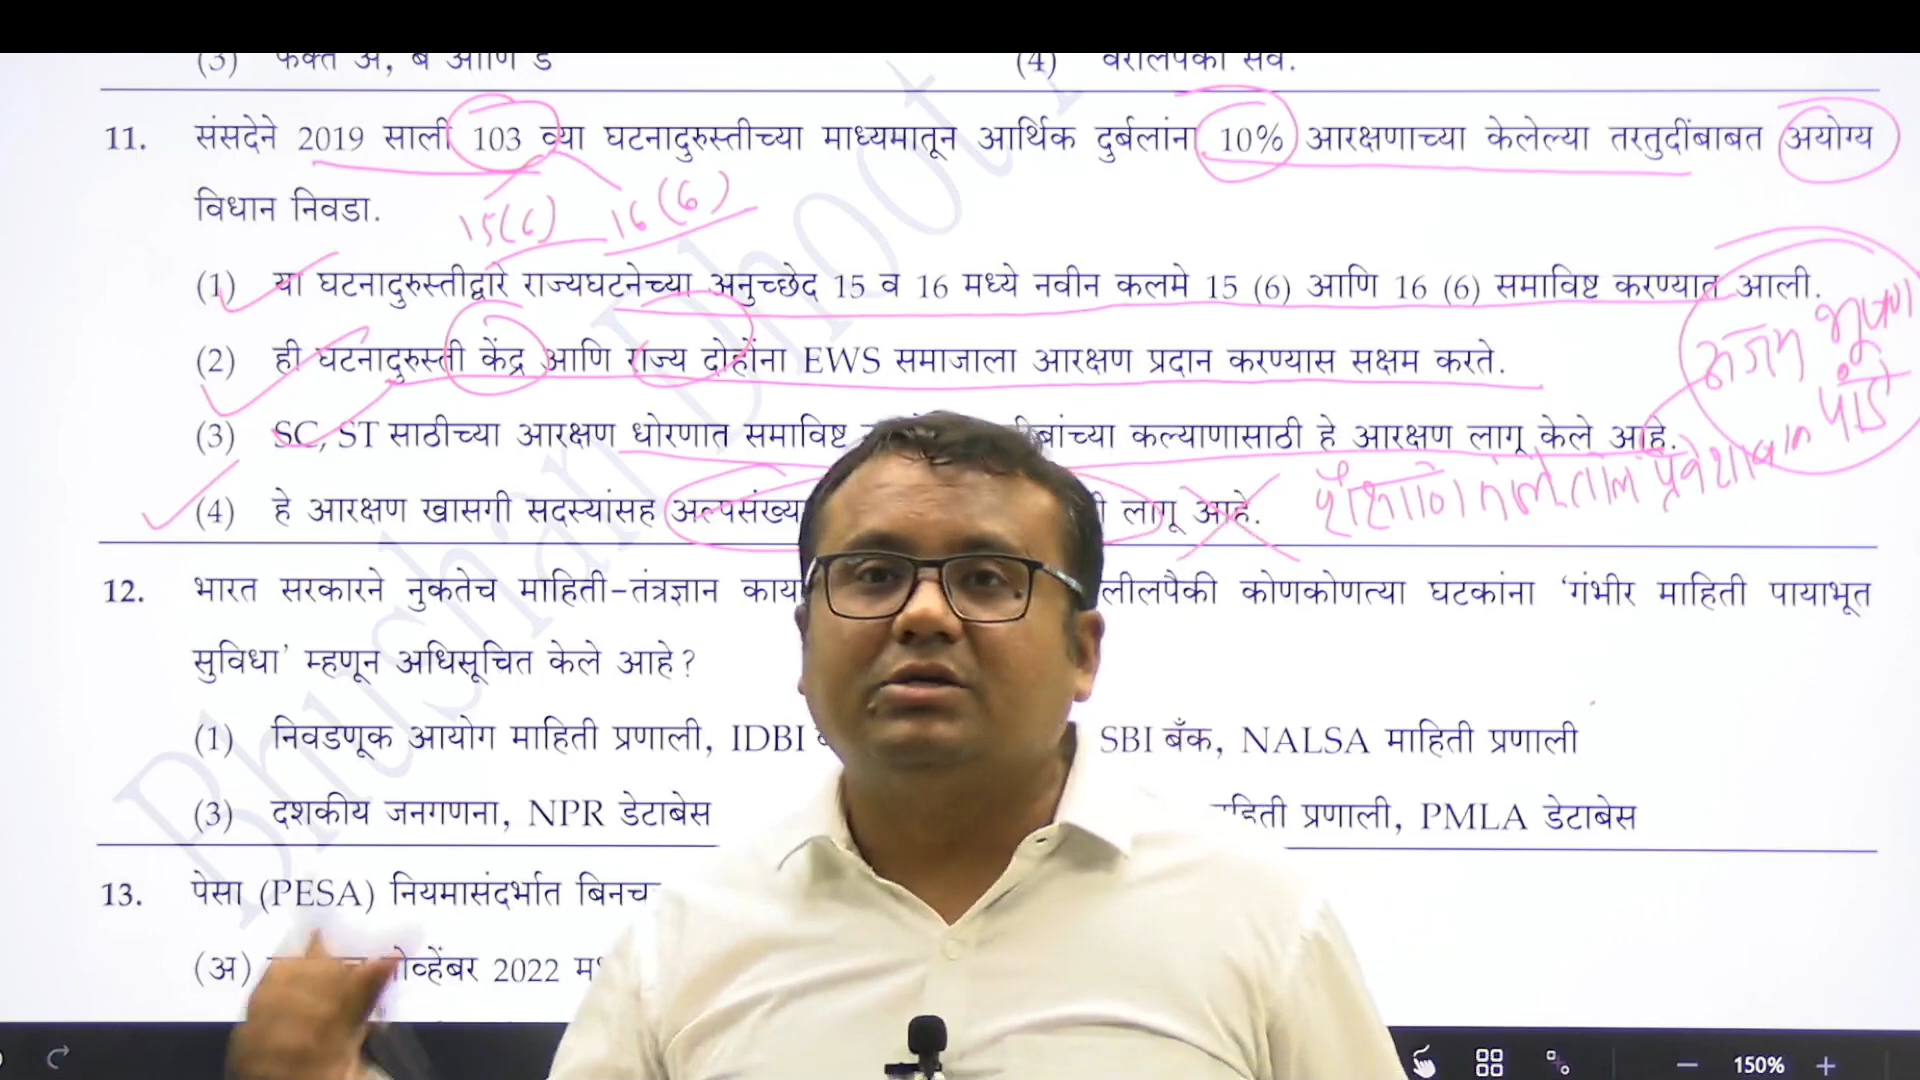 (3) फक्त अ, ब आणि ड (4) वरीलपैकी सर्व.
11. संसदेने 2019 साली 103 व्या घटनादुरुस्तीच्या माध्यमातून आर्थिक दुर्बलांना 10% आरक्षणाच्या केलेल्या तरतुदींबाबत अयोग्य
विधान निवडा.
15(6) 16(6)
(1) या घटनादुरुस्तीद्वारे राज्यघटनेच्या अनुच्छेद 15 व 16 मध्ये नवीन कलमे 15 (6) आणि 16 (6) समाविष्ट करण्यात आली.
(2) ही घटनादुरुस्ती केंद्र आणि राज्य दोहोंना EWS समाजाला आरक्षण प्रदान करण्यास सक्षम करते.
(3) SC, ST साठीच्या आरक्षण धोरणात समाविष्ट कल्याणासाठी हे आरक्षण लागू केले आहे.
(4) हे आरक्षण खासगी सदस्यांसह अल्पसंख्य लागू आहे.
12. भारत सरकारने नुकतेच माहिती-तंत्रज्ञान कोणकोणत्या घटकांना ‘गंभीर माहिती पायाभूत
सुविधा’ म्हणून अधिसूचित केले आहे?
(1) निवडणूक आयोग माहिती प्रणाली, IDBI SBI बँक, NALSA माहिती प्रणाली
(3) दशकीय जनगणना, NPR डेटाबेस प्रणाली, PMLA डेटाबेस
13. पेसा (PESA) नियमासंदर्भात
(अ) 2022
Bhushan Dhoot
150%